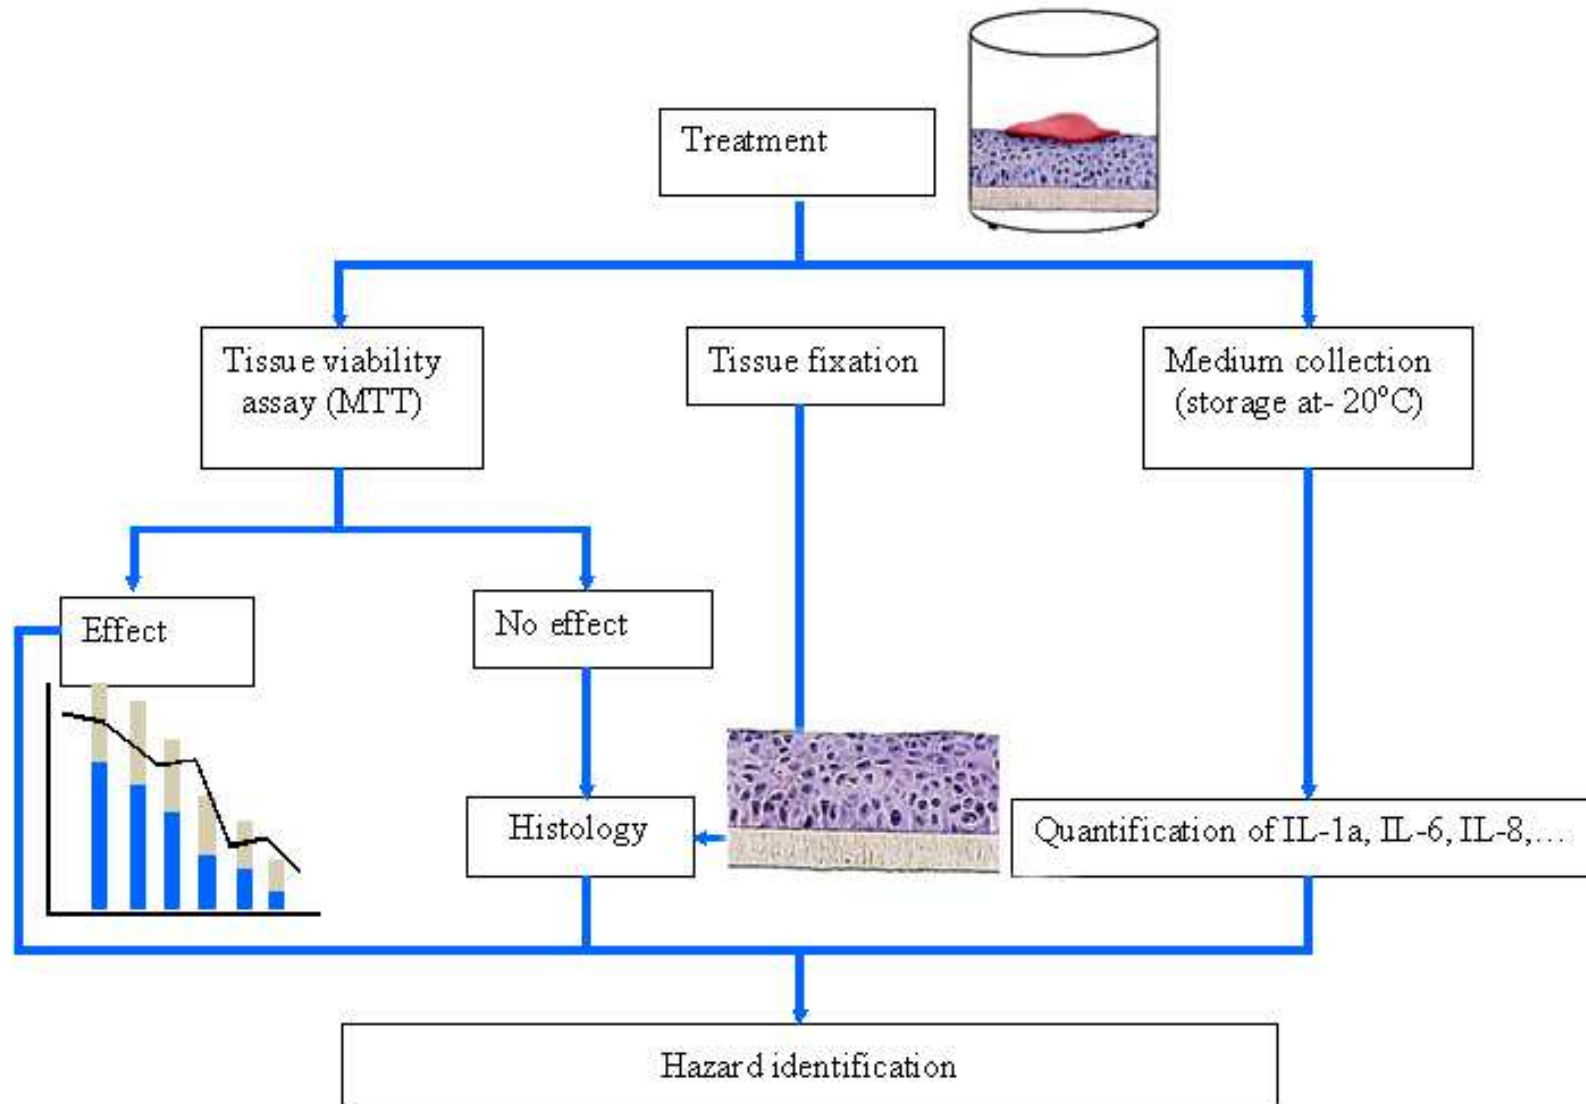 Treatment
Tissue viability
assay (MTT)
Tissue fixation
Medium collection
(storage at- 20°C)
Effect
No effect
Histology
Quantification of IL-1a, IL-6, IL-8,…
Hazard identification